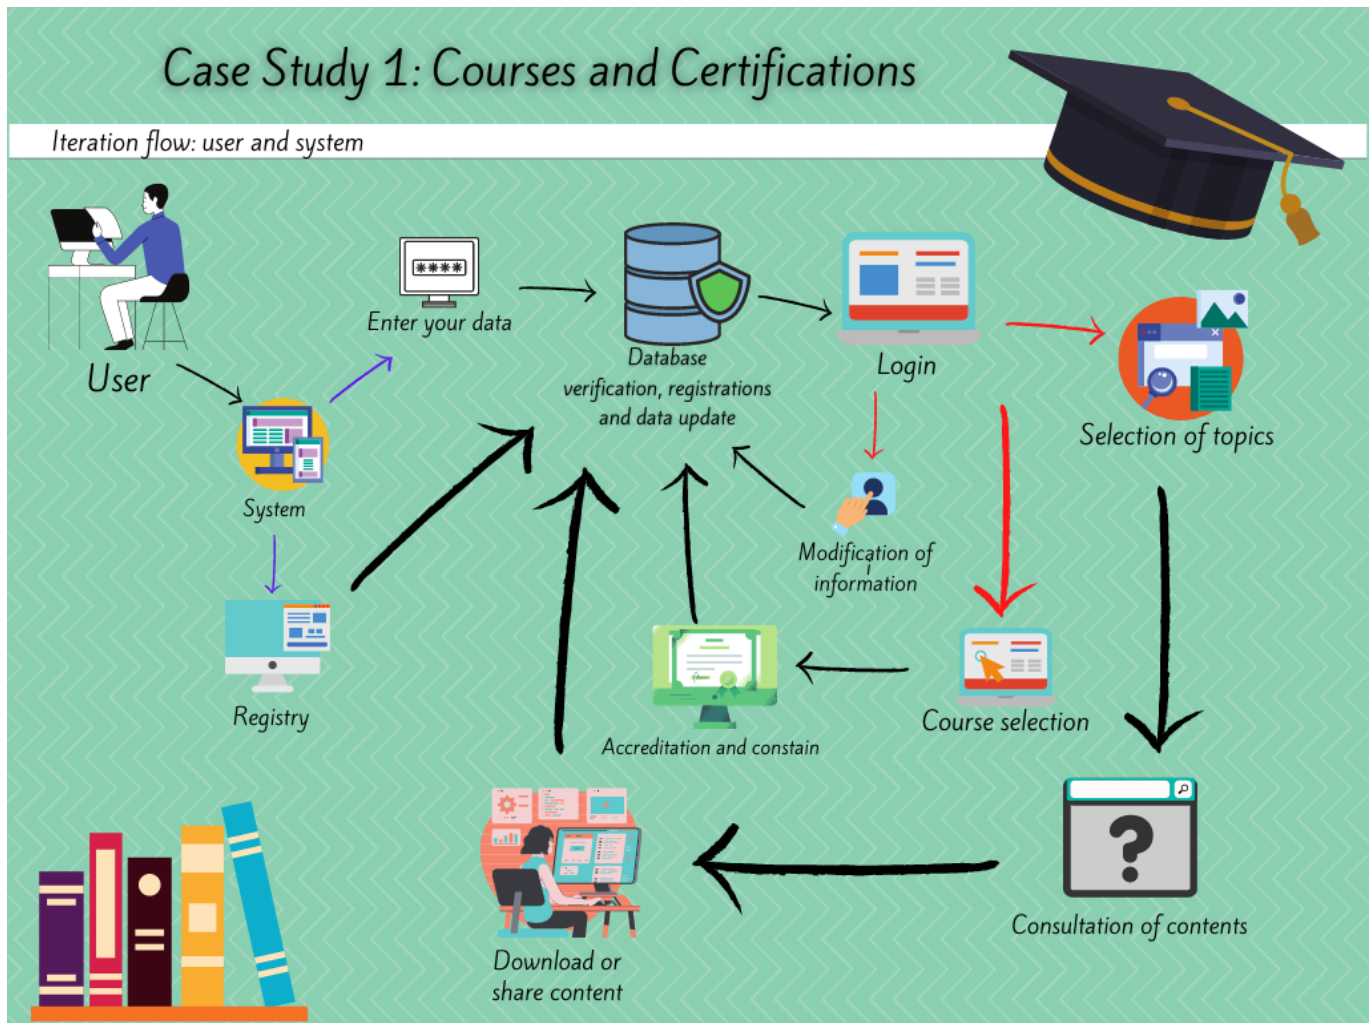 Case Study 1: Courses and Certifications
Iteration flow: user and system
User
Enter your data
Database
verification, registrations
and data update
Login
Selection of topics
System
Modification of
information
Registry
Accreditation and constain
Course selection
Consultation of contents
Download or
share content